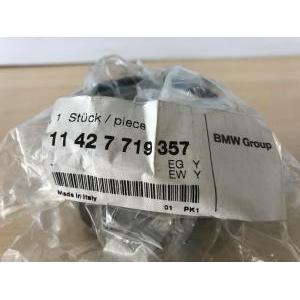 1 Stück / piece
11 42 7 719 357
BMW Group
EG Y
EW Y
Made in Italy
01 PK1